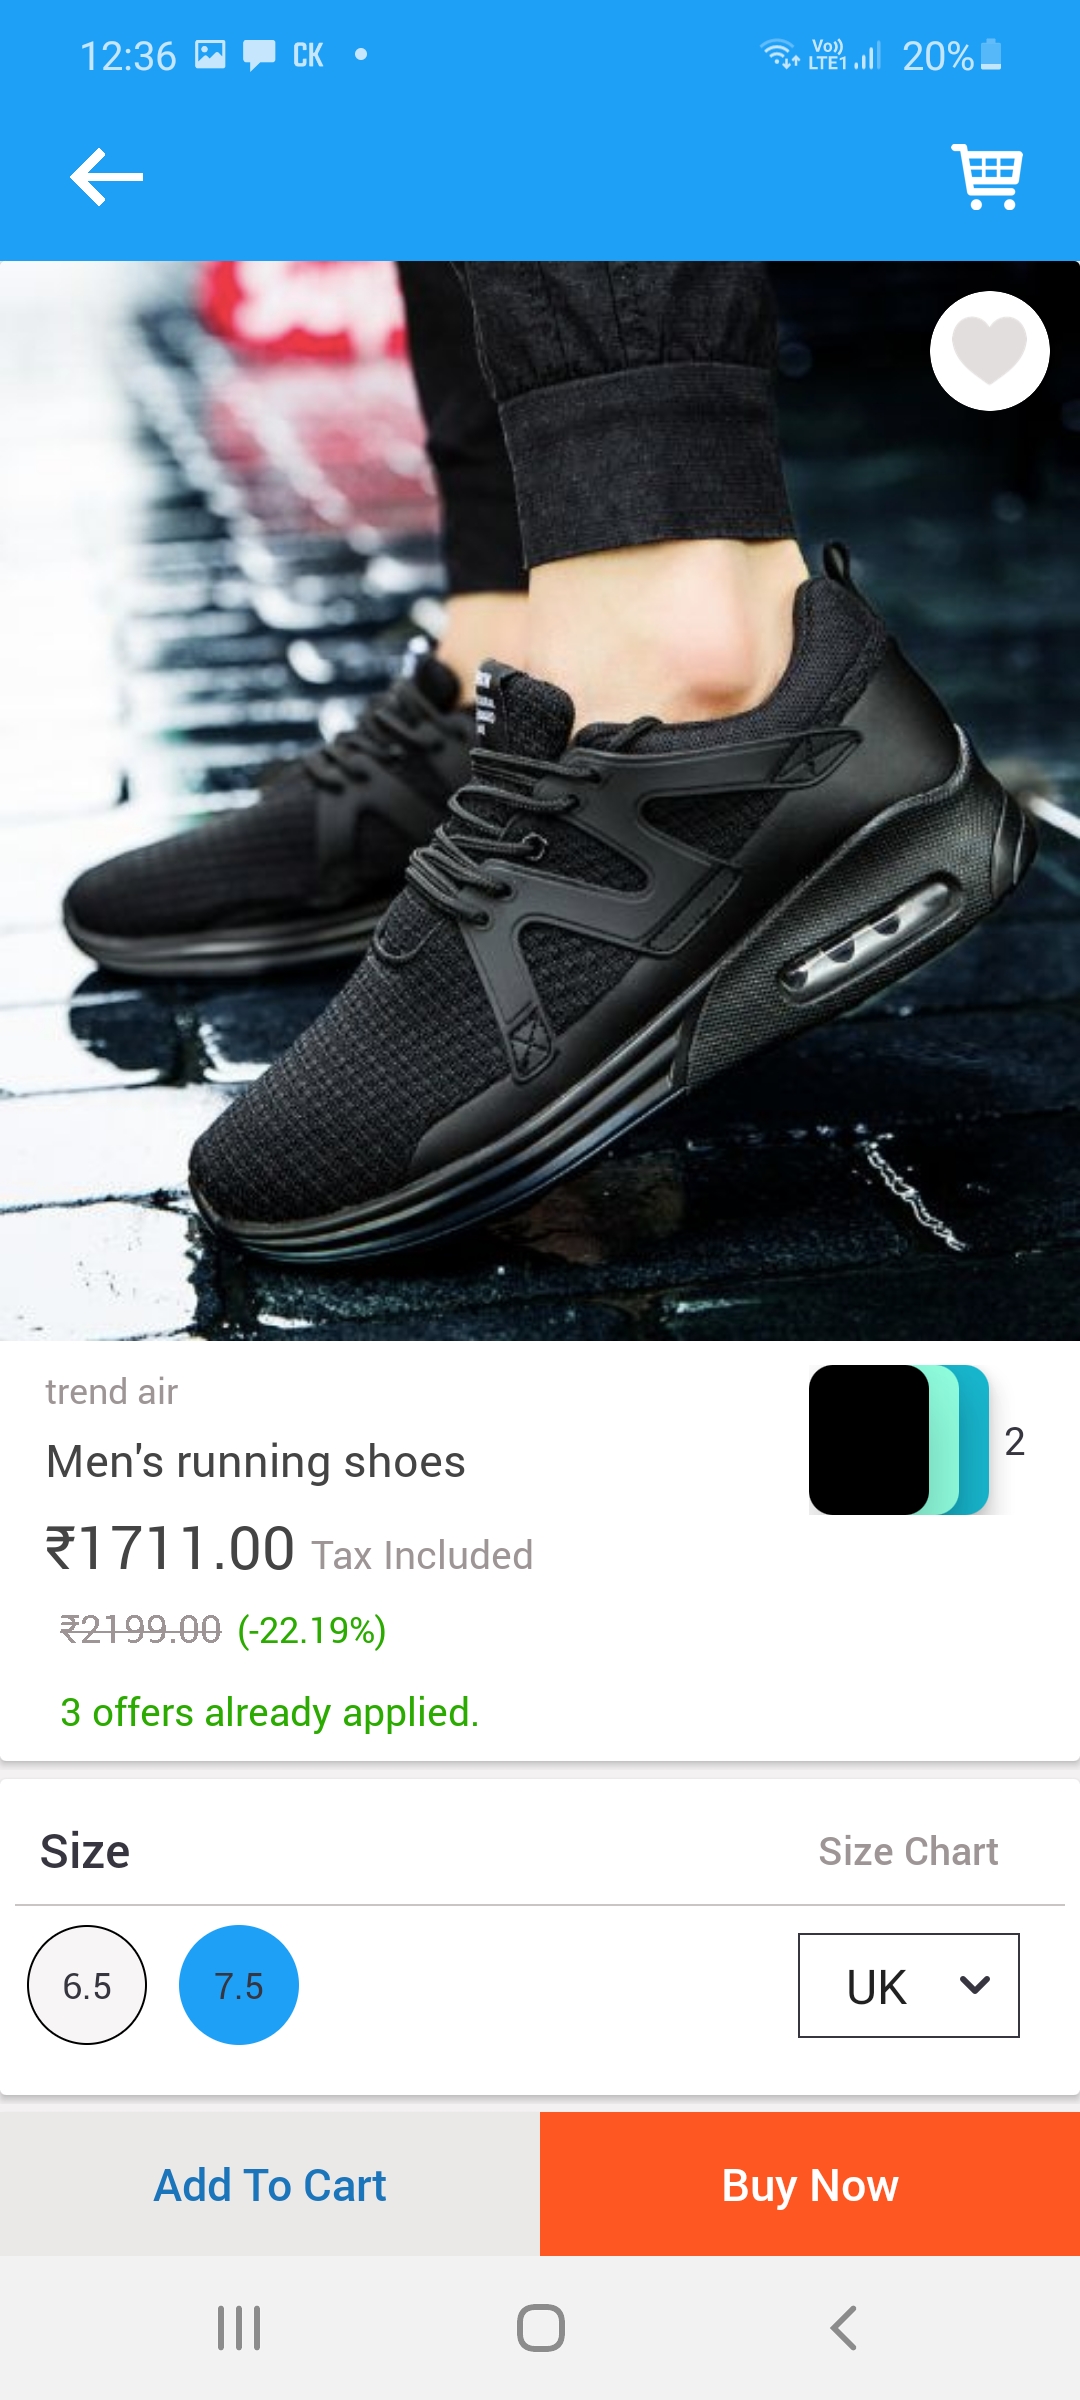 12:36 CK 20%
Vo))
LTE1
trend air
2
Men's running shoes
₹1711.00 Tax Included
₹2199.00 (-22.19%)
3 offers already applied.
Size Size Chart
6.5 7.5 UK
Add To Cart Buy Now